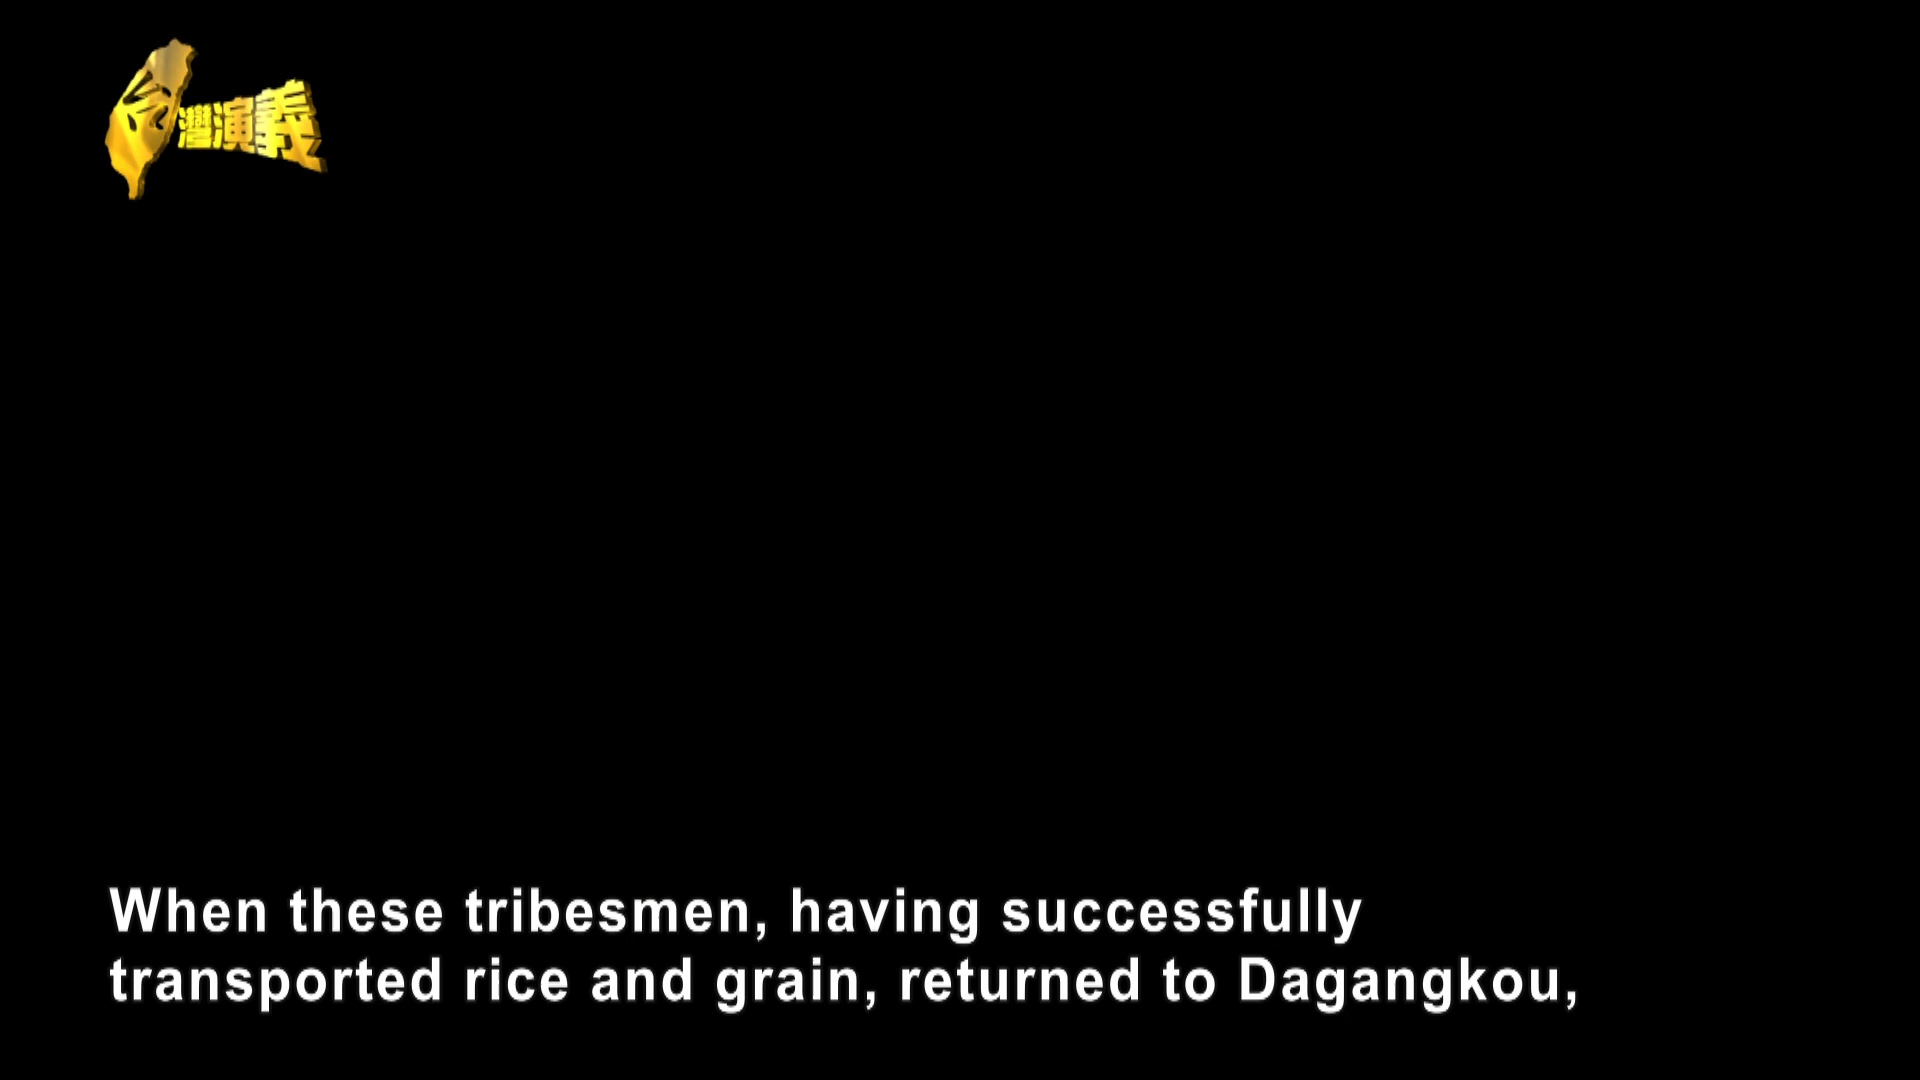 台灣演義
When these tribesmen, having successfully
transported rice and grain, returned to Dagangkou,